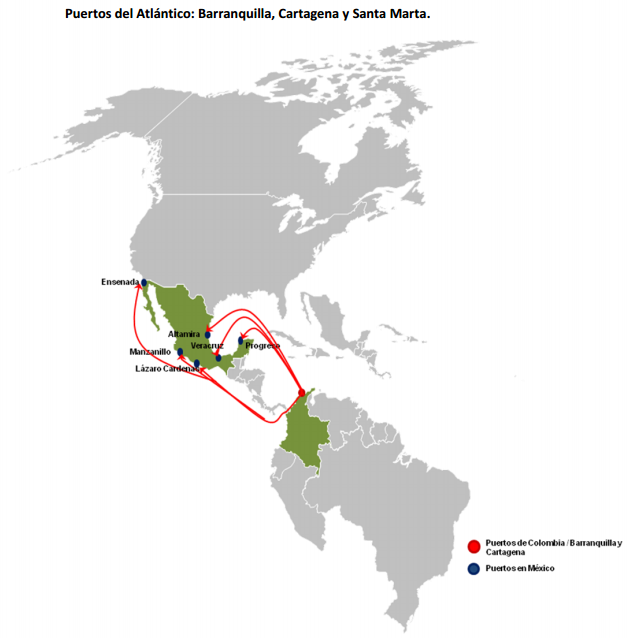 Puertos del Atlántico: Barranquilla, Cartagena y Santa Marta.
Ensenada
Altamira
Veracruz
Progreso
Manzanillo
Lázaro Cardenas
Puertos de Colombia / Barranquilla y
Cartagena
Puertos en México